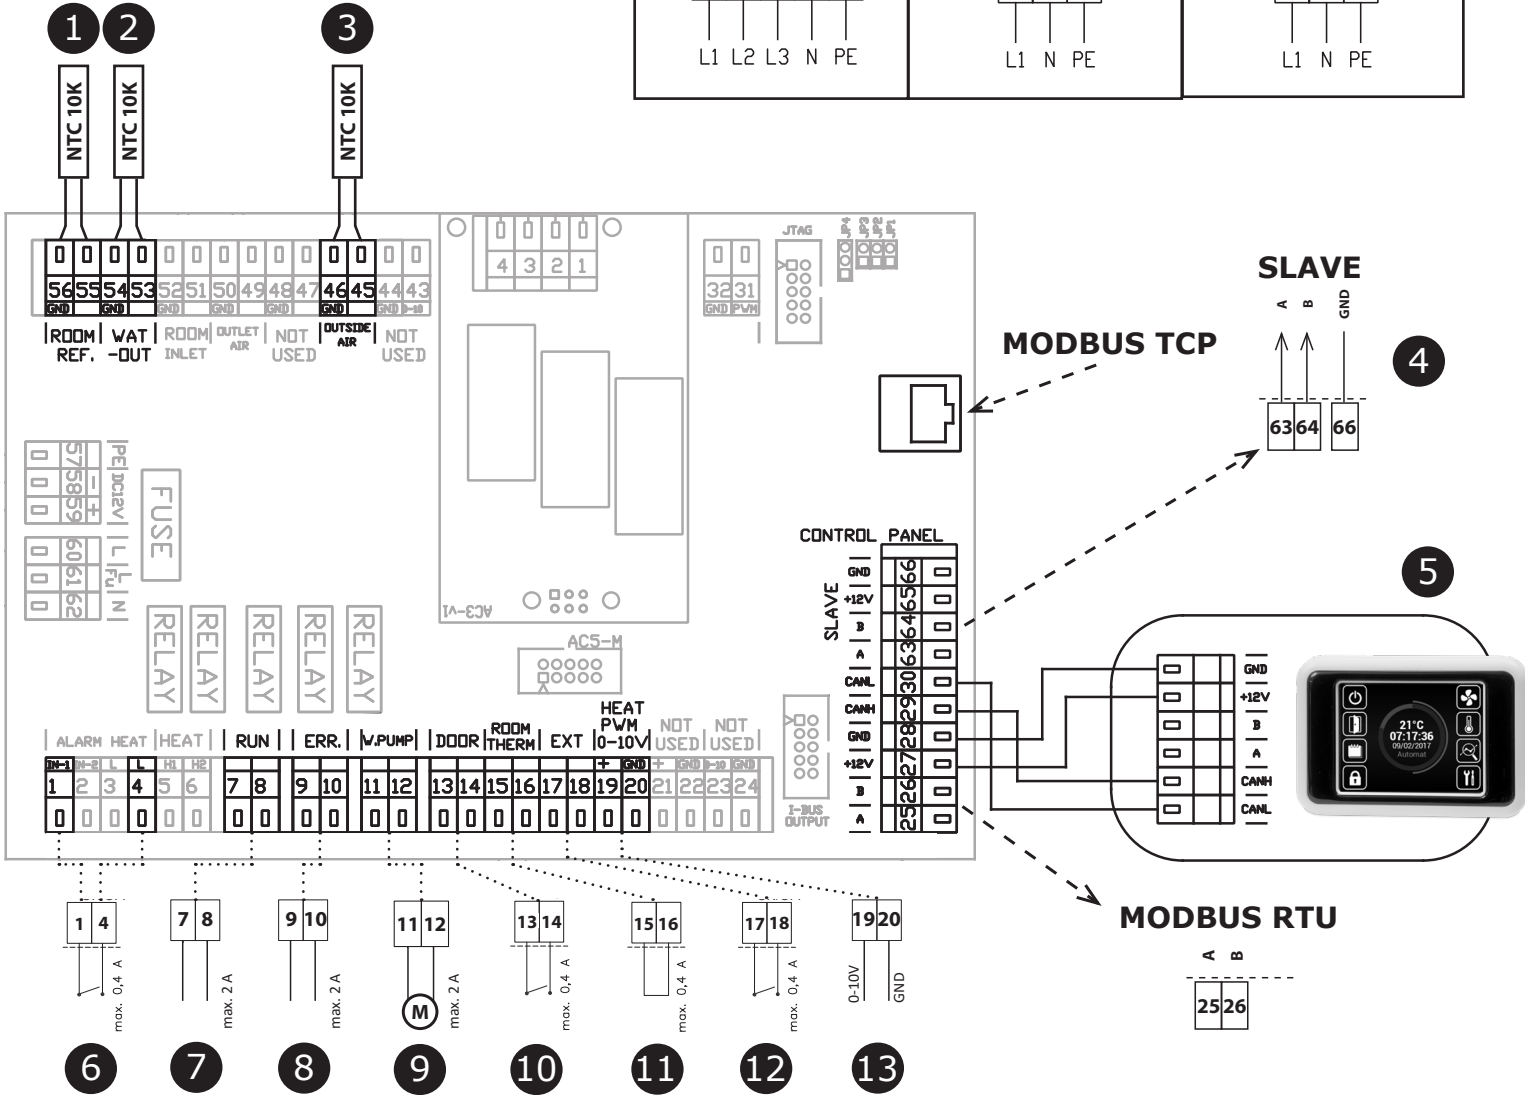 1 2 3
L1 L2 L3 N PE
L1 N PE
L1 N PE
NTC 10K
NTC 10K
NTC 10K
4 3 2 1
JTAG
JP4
JP3
JP2
JP1
56 55 54 53 52 51 50 49 48 47 46 45 44 43
GND GND GND GND GND GND GND 0-10
ROOM REF.
WAT -OUT
ROOM INLET
OUTLET AIR
NOT USED
OUTSIDE AIR
NOT USED
32 31
GND PWM
MODBUS TCP
SLAVE
A B GND
63 64 66
4
57 58 59
PE - +
DC12V
60 61 62
L L N
Fu
FUSE
RELAY
RELAY
RELAY
RELAY
RELAY
AC3-v1
AC5-M
CONTROL PANEL
SLAVE
GND 66
+12V 65
B 64
A 63
CANL 30
CANH 29
GND 28
+12V 27
B 26
A 25
I-BUS
OUTPUT
5
GND
+12V
B
A
CANH
CANL
21°C
07:17:36
09/02/2017
Automat
ALARM HEAT
HEAT
RUN
ERR.
W.PUMP
DOOR
ROOM THERM
EXT
HEAT PWM 0-10V
NOT USED
NOT USED
IN-1 IN-2 L L H1 H2 + GND + GND 0-10 GND
1 2 3 4 5 6 7 8 9 10 11 12 13 14 15 16 17 18 19 20 21 22 23 24
1 4
max. 0,4 A
7 8
max. 2 A
9 10
max. 2 A
11 12
M
max. 2 A
13 14
max. 0,4 A
15 16
max. 0,4 A
17 18
max. 0,4 A
19 20
0-10V
GND
MODBUS RTU
A B
25 26
6 7 8 9 10 11 12 13